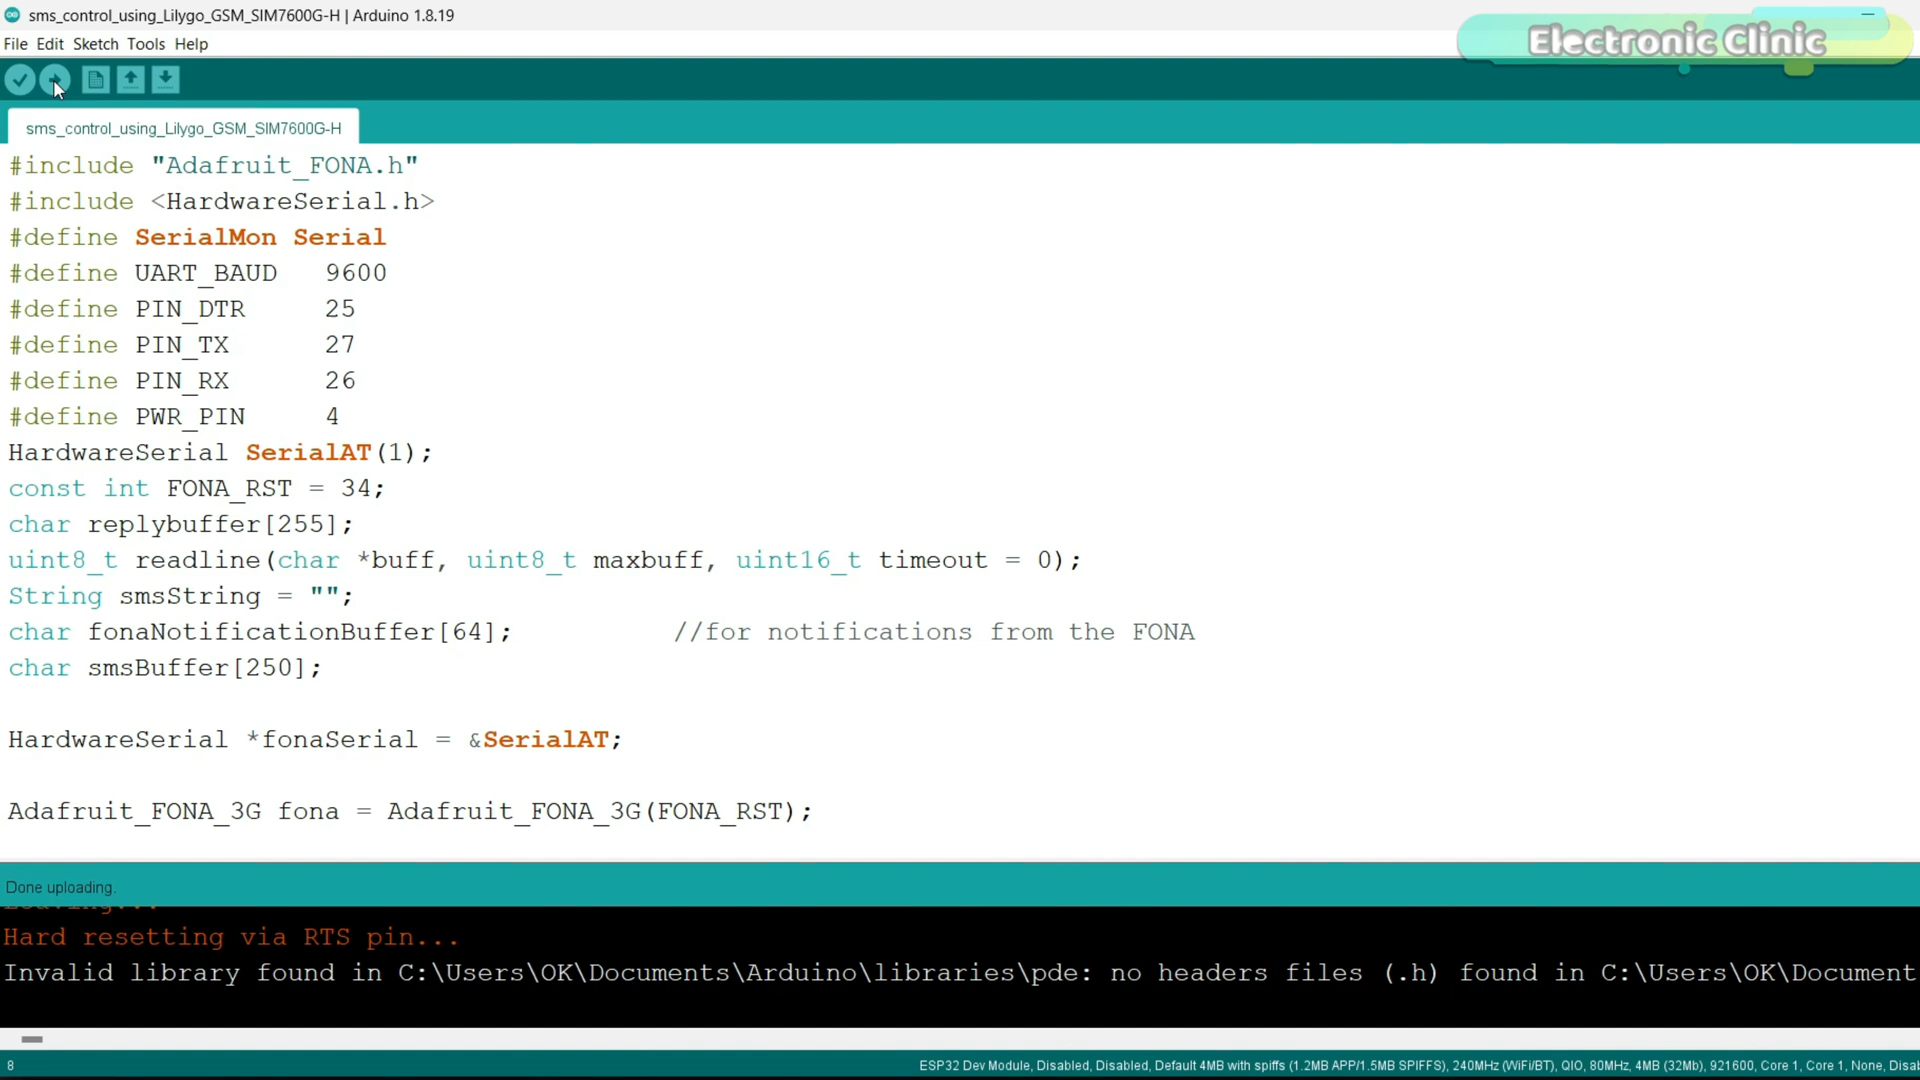 sms_control_using_Lilygo_GSM_SIM7600G-H | Arduino 1.8.19
Electronic Clinic
File Edit Sketch Tools Help
sms_control_using_Lilygo_GSM_SIM7600G-H
#include "Adafruit_FONA.h"
#include <HardwareSerial.h>
#define SerialMon Serial
#define UART_BAUD 9600
#define PIN_DTR 25
#define PIN_TX 27
#define PIN_RX 26
#define PWR_PIN 4
HardwareSerial SerialAT(1);
const int FONA_RST = 34;
char replybuffer[255];
uint8_t readline(char *buff, uint8_t maxbuff, uint16_t timeout = 0);
String smsString = "";
char fonaNotificationBuffer[64]; //for notifications from the FONA
char smsBuffer[250];
HardwareSerial *fonaSerial = &SerialAT;
Adafruit_FONA_3G fona = Adafruit_FONA_3G(FONA_RST);
Done uploading.
Leaving...
Hard resetting via RTS pin...
Invalid library found in C:\Users\OK\Documents\Arduino\libraries\pde: no headers files (.h) found in C:\Users\OK\Document
8
ESP32 Dev Module, Disabled, Disabled, Default 4MB with spiffs (1.2MB APP/1.5MB SPIFFS), 240MHz (WiFi/BT), QIO, 80MHz, 4MB (32Mb), 921600, Core 1, Core 1, None, Disa